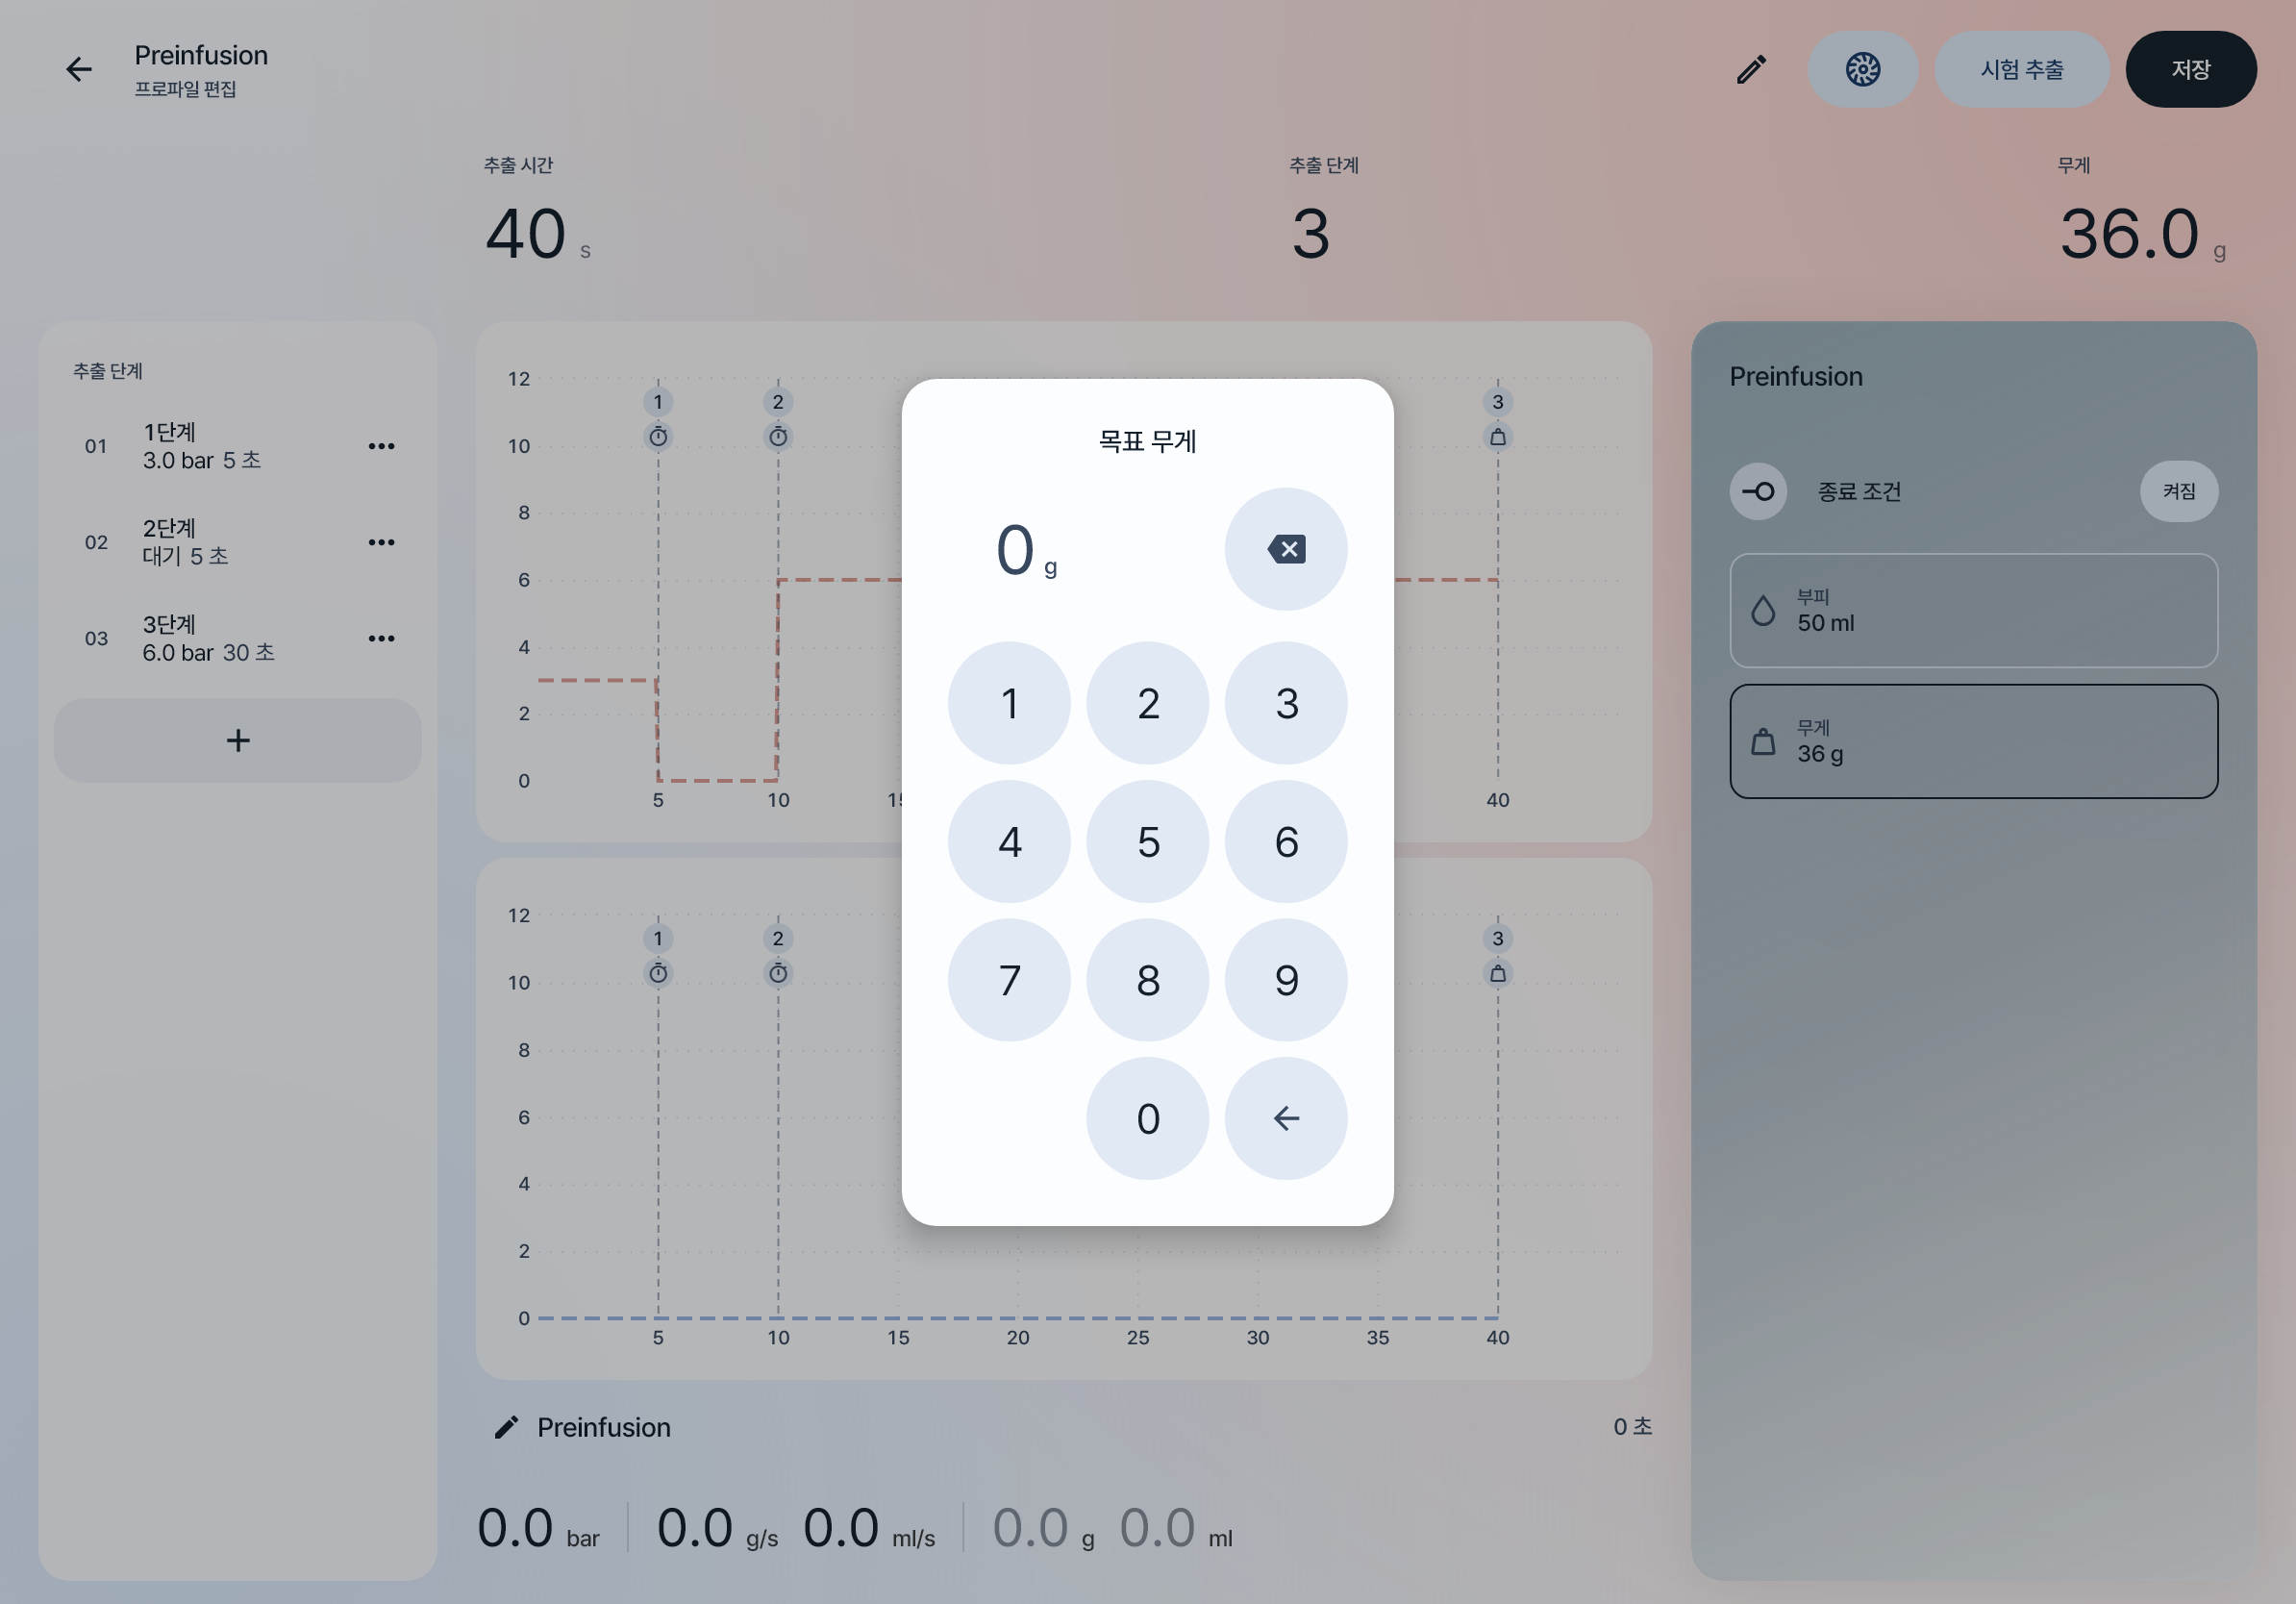 Preinfusion
프로파일 편집
시험 추출
저장
추출 시간
40 s
추출 단계
3
무게
36.0 g
추출 단계
01
1단계
3.0 bar 5 초
02
2단계
대기 5 초
03
3단계
6.0 bar 30 초
12
10
8
6
4
2
0
1
2
3
5
10
40
12
10
8
6
4
2
0
1
2
3
5
10
15
20
25
30
35
40
목표 무게
0 g
1
2
3
4
5
6
7
8
9
0
Preinfusion
종료 조건
켜짐
부피
50 ml
무게
36 g
Preinfusion
0 초
0.0 bar
0.0 g/s
0.0 ml/s
0.0 g
0.0 ml